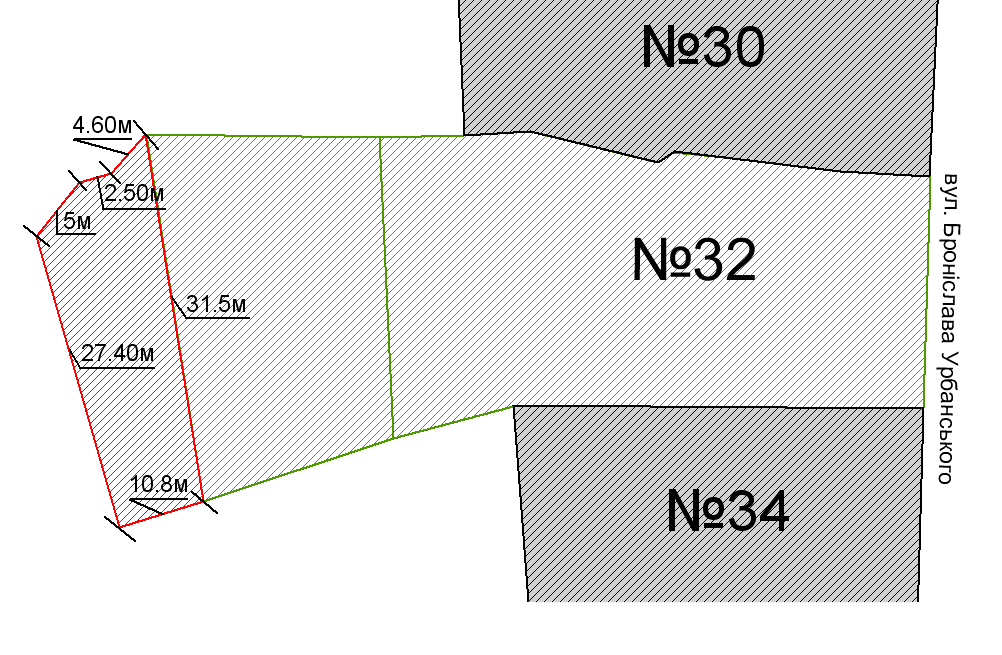 №30
4.60м
2.50м
5м
№32
31.5м
27.40м
10.8м
№34
вул. Броніслава Урбанського